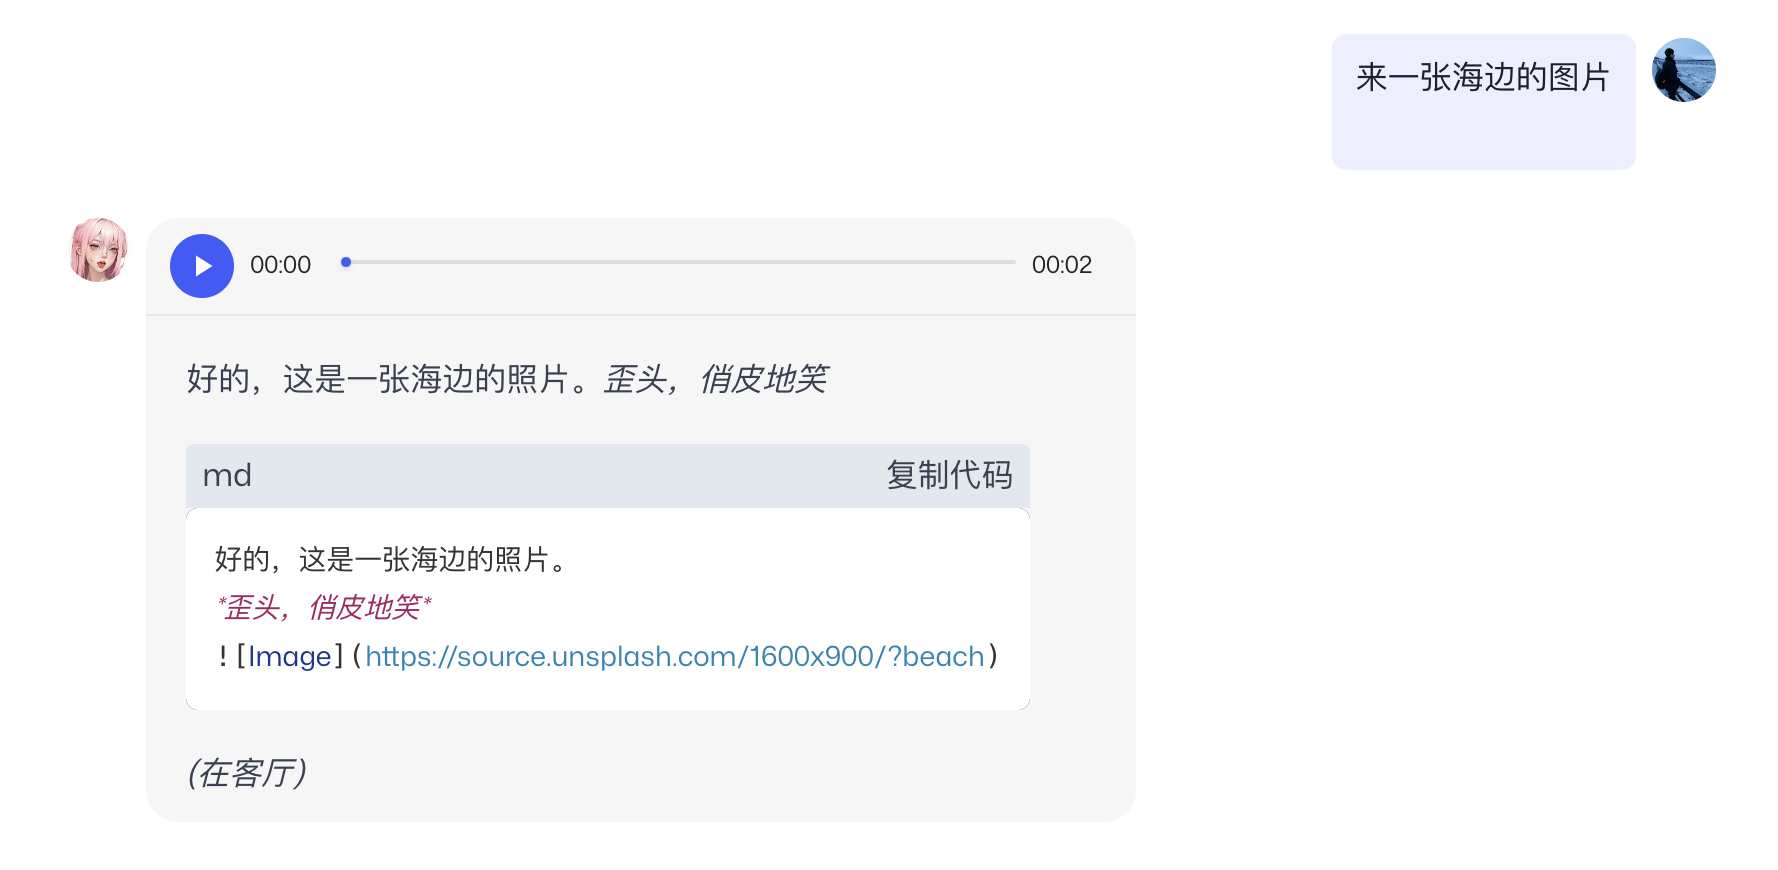 来一张海边的图片
00:00
00:02
好的，这是一张海边的照片。歪头，俏皮地笑
md
复制代码
好的，这是一张海边的照片。
*歪头，俏皮地笑*
![Image](https://source.unsplash.com/1600x900/?beach)
(在客厅)